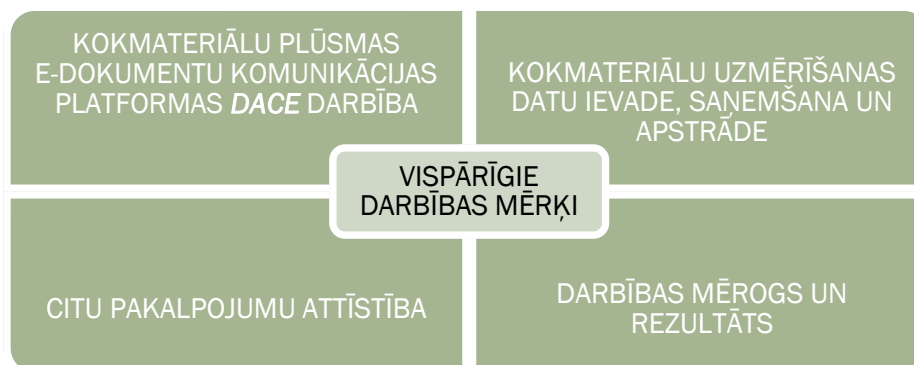 KOKMATERIĀLU PLŪSMAS
E-DOKUMENTU KOMUNIKĀCIJAS
PLATFORMAS DACE DARBĪBA
KOKMATERIĀLU UZMĒRĪŠANAS
DATU IEVADE, SAŅEMŠANA UN
APSTRĀDE
VISPĀRĪGIE
DARBĪBAS MĒRĶI
CITU PAKALPOJUMU ATTĪSTĪBA
DARBĪBAS MĒROGS UN
REZULTĀTS